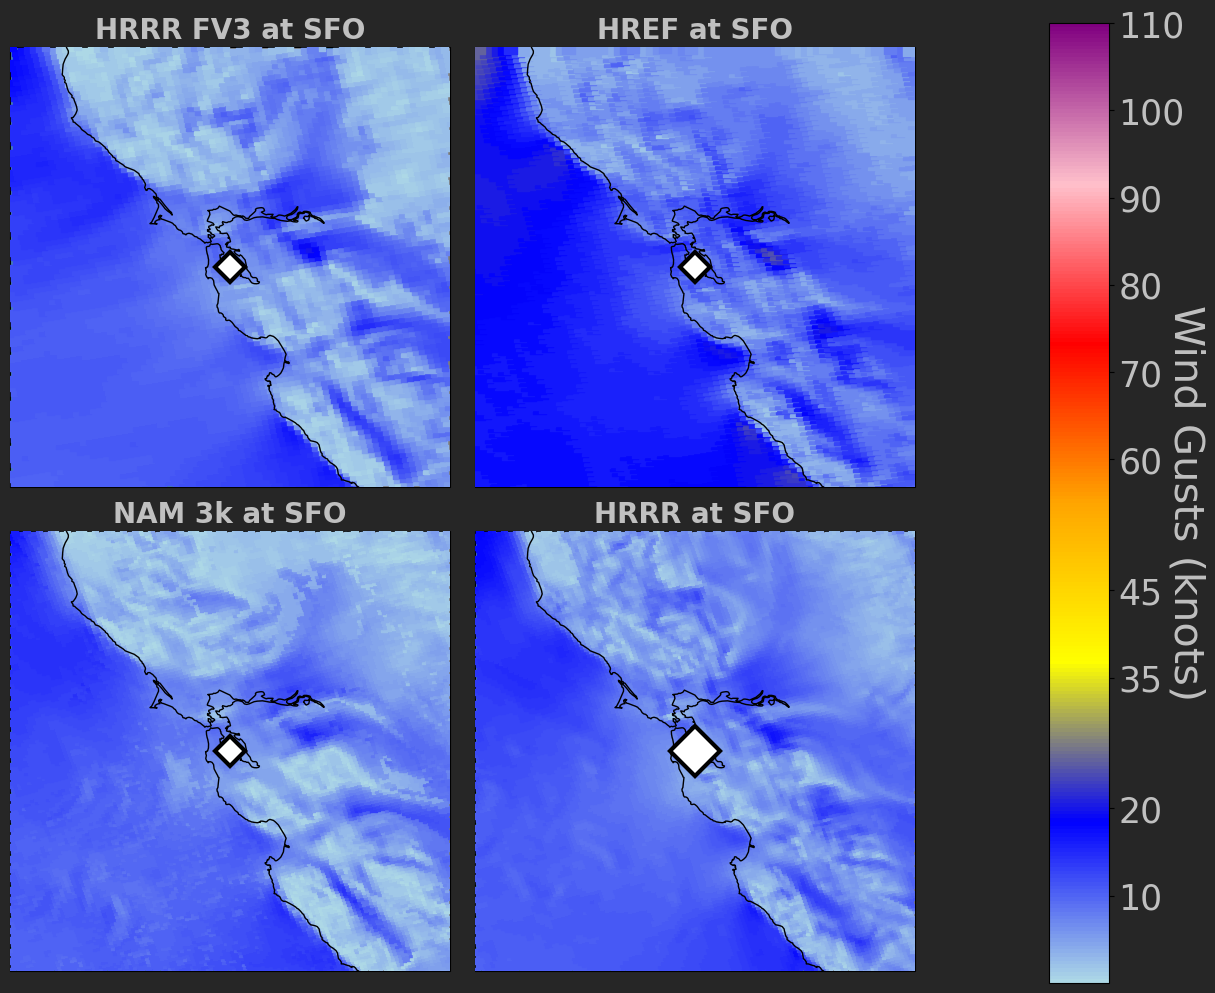 HRRR FV3 at SFO
HREF at SFO
NAM 3k at SFO
HRRR at SFO
110
100
90
80
70
60
45
35
20
10
Wind Gusts (knots)